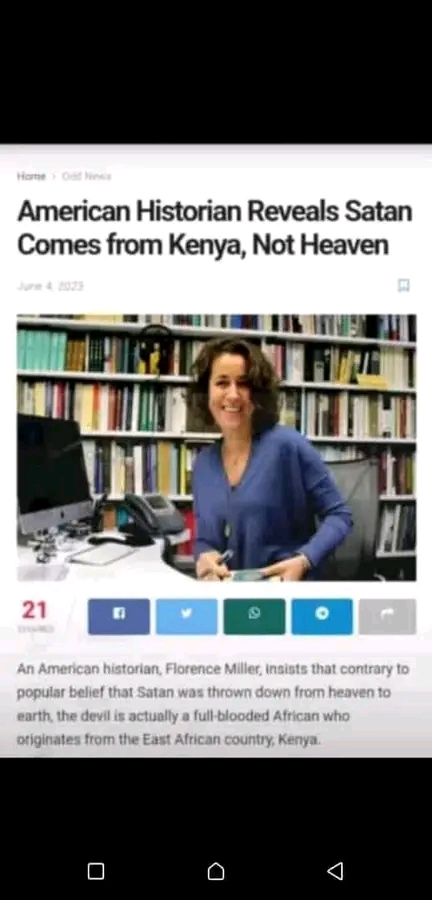 Home › Odd News
American Historian Reveals Satan
Comes from Kenya, Not Heaven
June 4, 2023
21
SHARES
An American historian, Florence Miller, insists that contrary to
popular belief that Satan was thrown down from heaven to
earth, the devil is actually a full-blooded African who
originates from the East African country, Kenya.